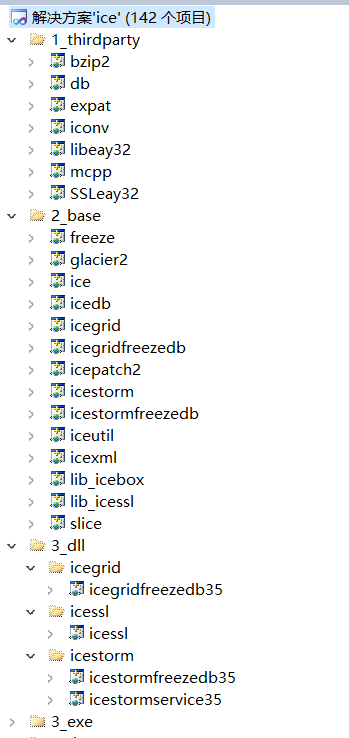 解决方案'ice' (142 个项目)
1_thirdparty
bzip2
db
expat
iconv
libeay32
mcpp
SSLeay32
2_base
freeze
glacier2
ice
icedb
icegrid
icegridfreezedb
icepatch2
icestorm
icestormfreezedb
iceutil
icexml
lib_icebox
lib_icessl
slice
3_dll
icegrid
icegridfreezedb35
icessl
icessl
icestorm
icestormfreezedb35
icestormservice35
3_exe